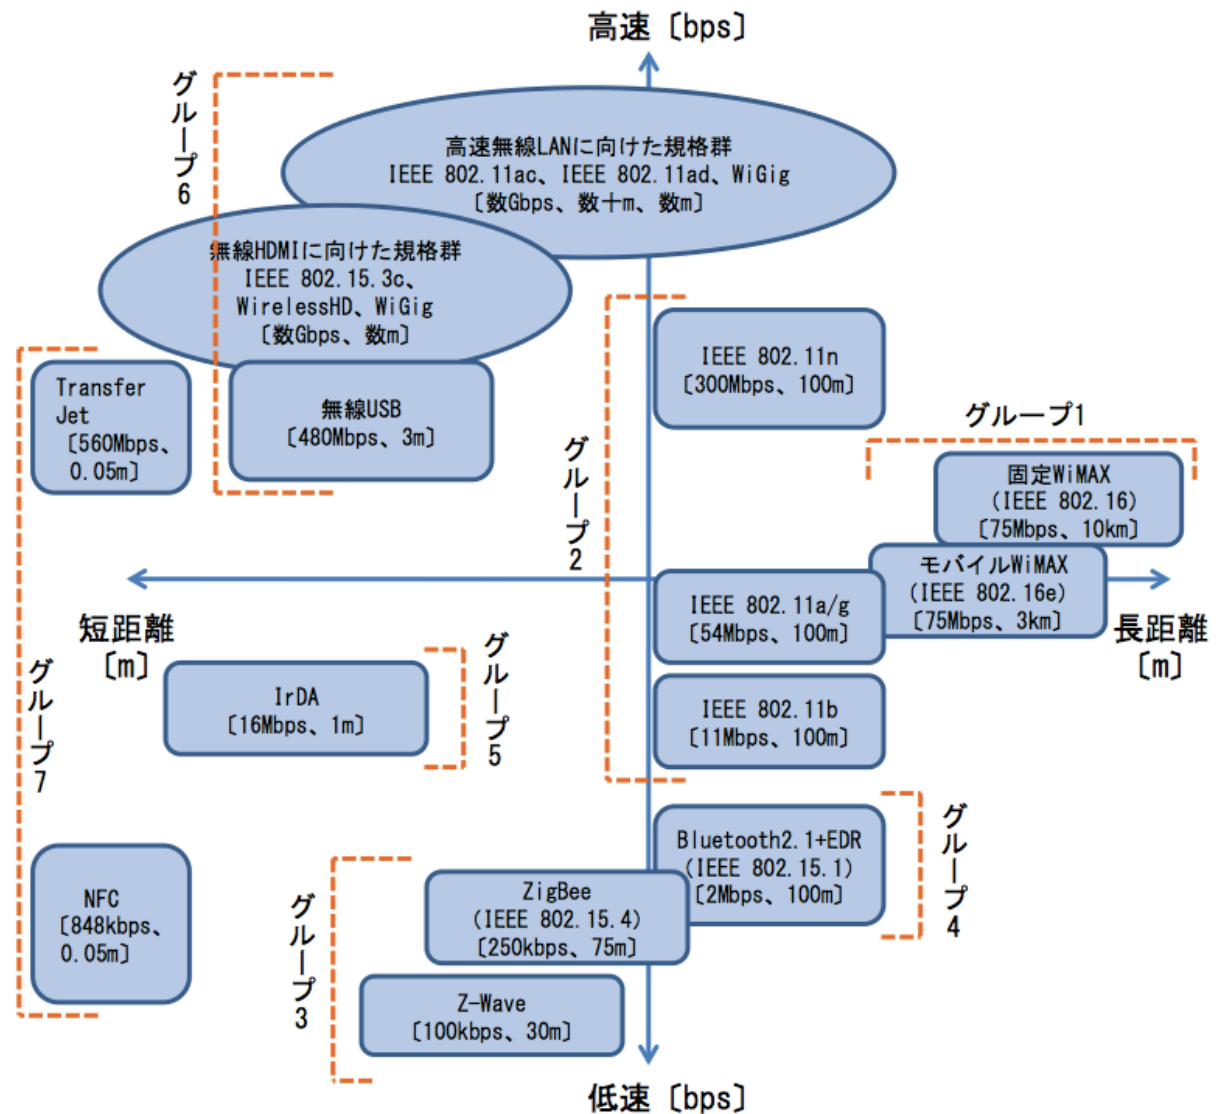 高速〔bps〕
グループ6
高速無線LANに向けた規格群
IEEE 802.11ac、IEEE 802.11ad、WiGig
〔数Gbps、数十m、数m〕
無線HDMIに向けた規格群
IEEE 802.15.3c、
WirelessHD、WiGig
〔数Gbps、数m〕
Transfer
Jet
〔560Mbps、
0.05m〕
無線USB
〔480Mbps、3m〕
グループ2
IEEE 802.11n
〔300Mbps、100m〕
グループ1
固定WiMAX
(IEEE 802.16)
〔75Mbps、10km〕
モバイルWiMAX
(IEEE 802.16e)
〔75Mbps、3km〕
IEEE 802.11a/g
〔54Mbps、100m〕
短距離
〔m〕
長距離
〔m〕
グループ7
IrDA
〔16Mbps、1m〕
グループ5
IEEE 802.11b
〔11Mbps、100m〕
Bluetooth2.1+EDR
(IEEE 802.15.1)
〔2Mbps、100m〕
グループ4
NFC
〔848kbps、
0.05m〕
グループ3
ZigBee
(IEEE 802.15.4)
〔250kbps、75m〕
Z-Wave
〔100kbps、30m〕
低速〔bps〕